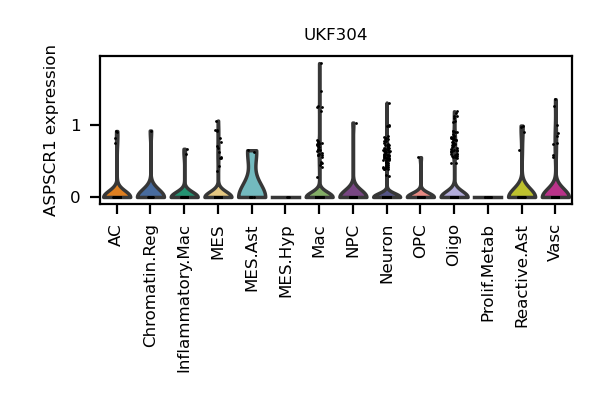 UKF304
ASPSCR1 expression
1
0
AC
Chromatin.Reg
Inflammatory.Mac
MES
MES.Ast
MES.Hyp
Mac
NPC
Neuron
OPC
Oligo
Prolif.Metab
Reactive.Ast
Vasc